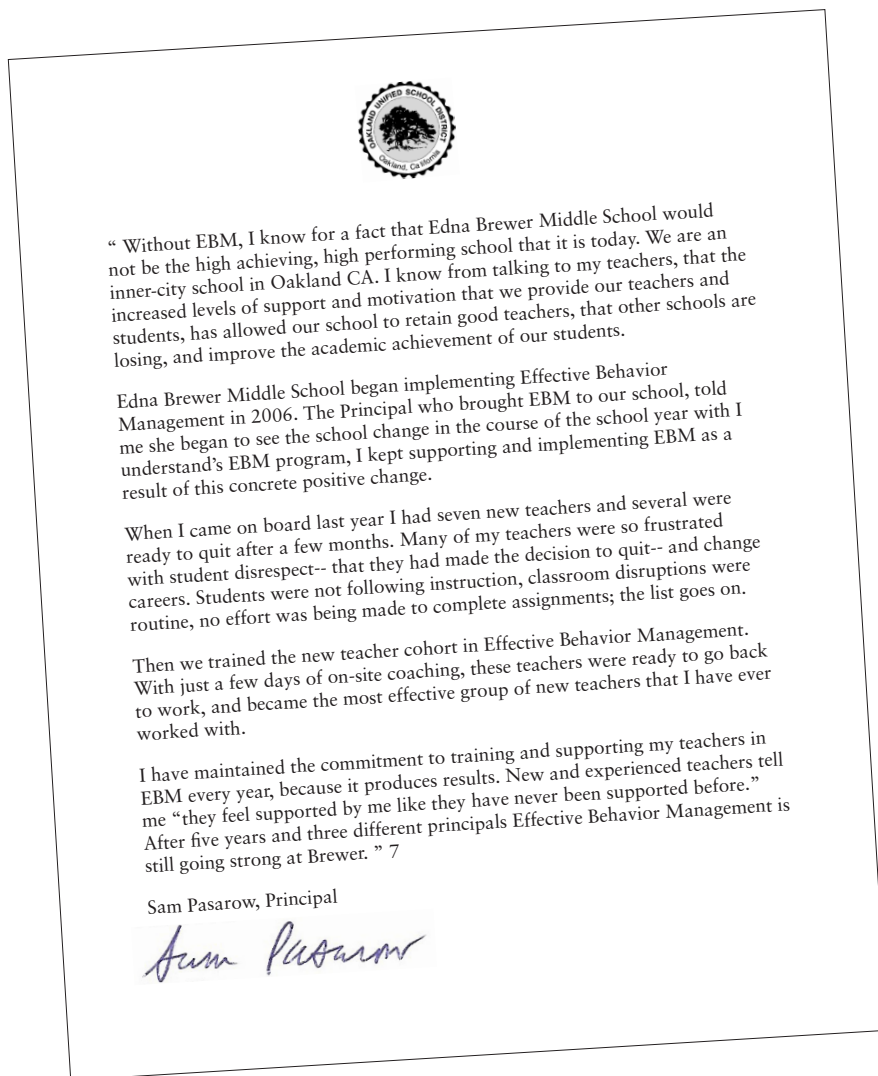 OAKLAND UNIFIED SCHOOL DISTRICT
Oakland, California
“ Without EBM, I know for a fact that Edna Brewer Middle School would
not be the high achieving, high performing school that it is today. We are an
inner-city school in Oakland CA. I know from talking to my teachers, that the
increased levels of support and motivation that we provide our teachers and
students, has allowed our school to retain good teachers, that other schools are
losing, and improve the academic achievement of our students.
Edna Brewer Middle School began implementing Effective Behavior
Management in 2006. The Principal who brought EBM to our school, told
me she began to see the school change in the course of the school year with I
understand’s EBM program, I kept supporting and implementing EBM as a
result of this concrete positive change.
When I came on board last year I had seven new teachers and several were
ready to quit after a few months. Many of my teachers were so frustrated
with student disrespect-- that they had made the decision to quit-- and change
careers. Students were not following instruction, classroom disruptions were
routine, no effort was being made to complete assignments; the list goes on.
Then we trained the new teacher cohort in Effective Behavior Management.
With just a few days of on-site coaching, these teachers were ready to go back
to work, and became the most effective group of new teachers that I have ever
worked with.
I have maintained the commitment to training and supporting my teachers in
EBM every year, because it produces results. New and experienced teachers tell
me “they feel supported by me like they have never been supported before.”
After five years and three different principals Effective Behavior Management is
still going strong at Brewer. ” 7
Sam Pasarow, Principal
Sam Pasarow